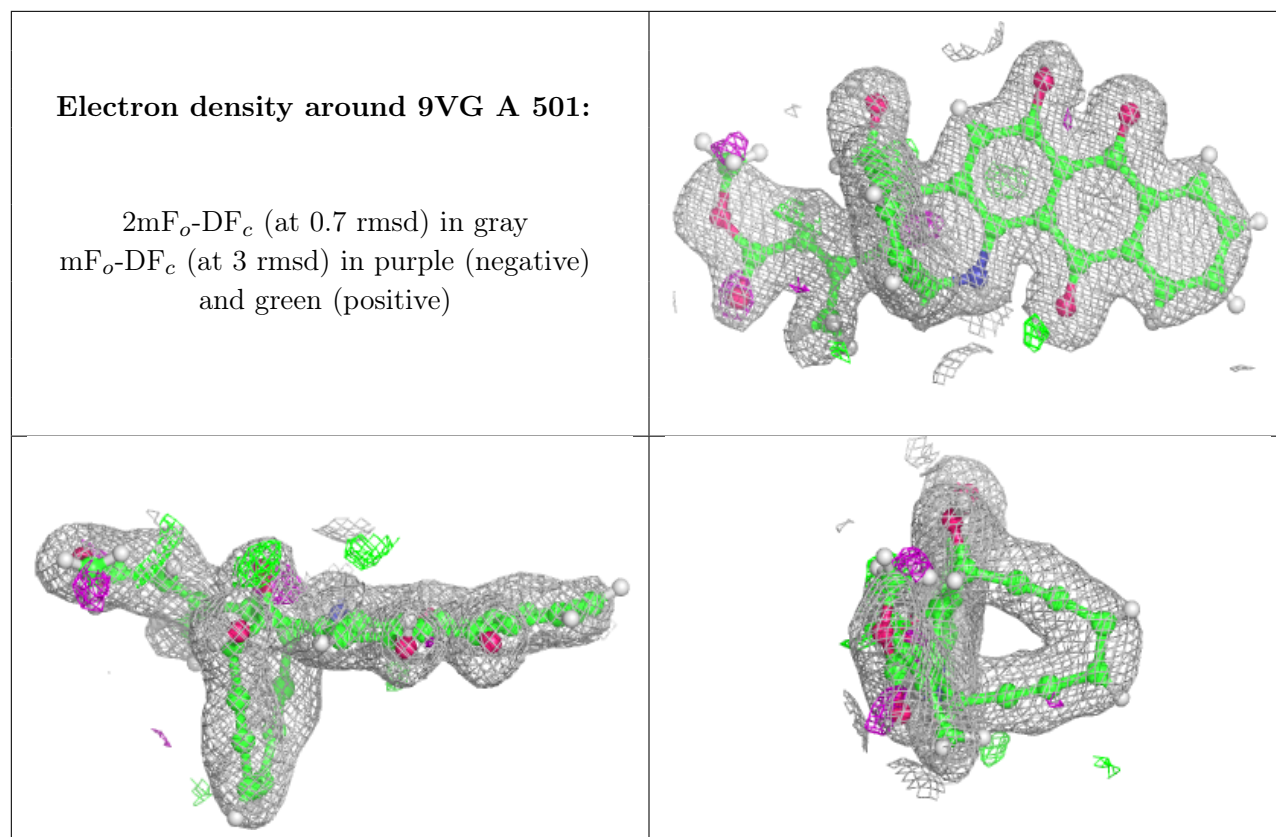 Electron density around 9VG A 501:
2mFo-DFc (at 0.7 rmsd) in gray
mFo-DFc (at 3 rmsd) in purple (negative)
and green (positive)